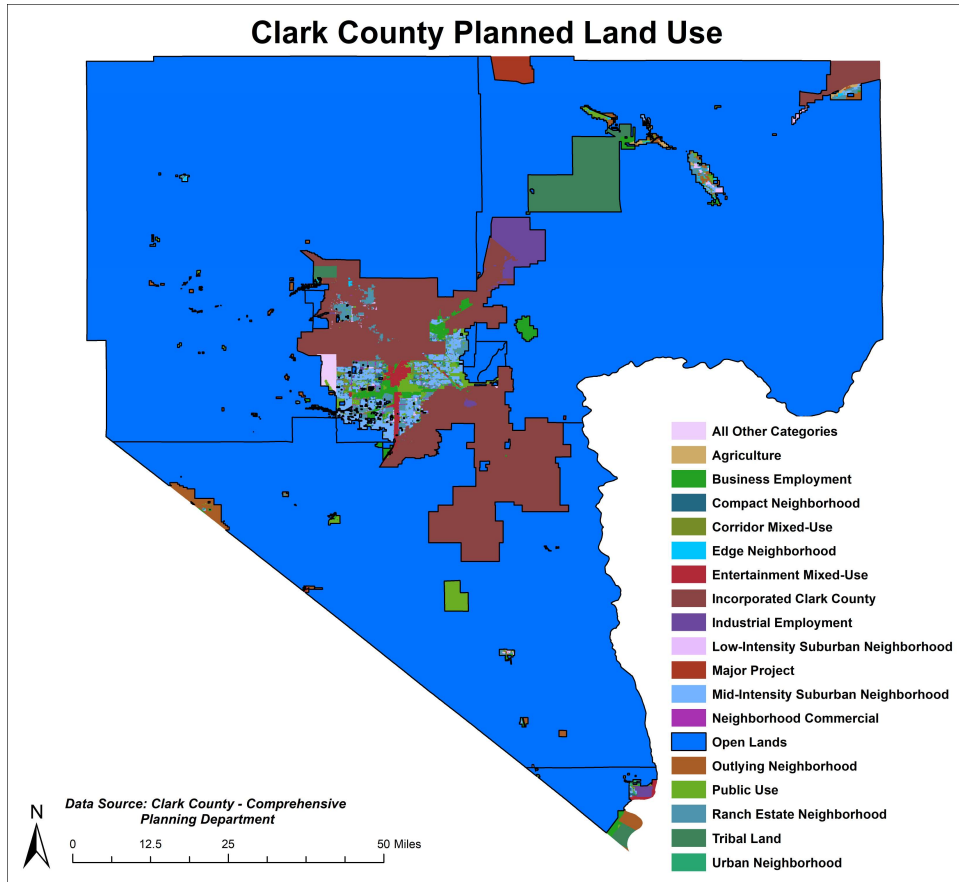 Clark County Planned Land Use
All Other Categories
Agriculture
Business Employment
Compact Neighborhood
Corridor Mixed-Use
Edge Neighborhood
Entertainment Mixed-Use
Incorporated Clark County
Industrial Employment
Low-Intensity Suburban Neighborhood
Major Project
Mid-Intensity Suburban Neighborhood
Neighborhood Commercial
Open Lands
Outlying Neighborhood
Public Use
Ranch Estate Neighborhood
Tribal Land
Urban Neighborhood
N
Data Source: Clark County - Comprehensive
Planning Department
0 12.5 25 50 Miles